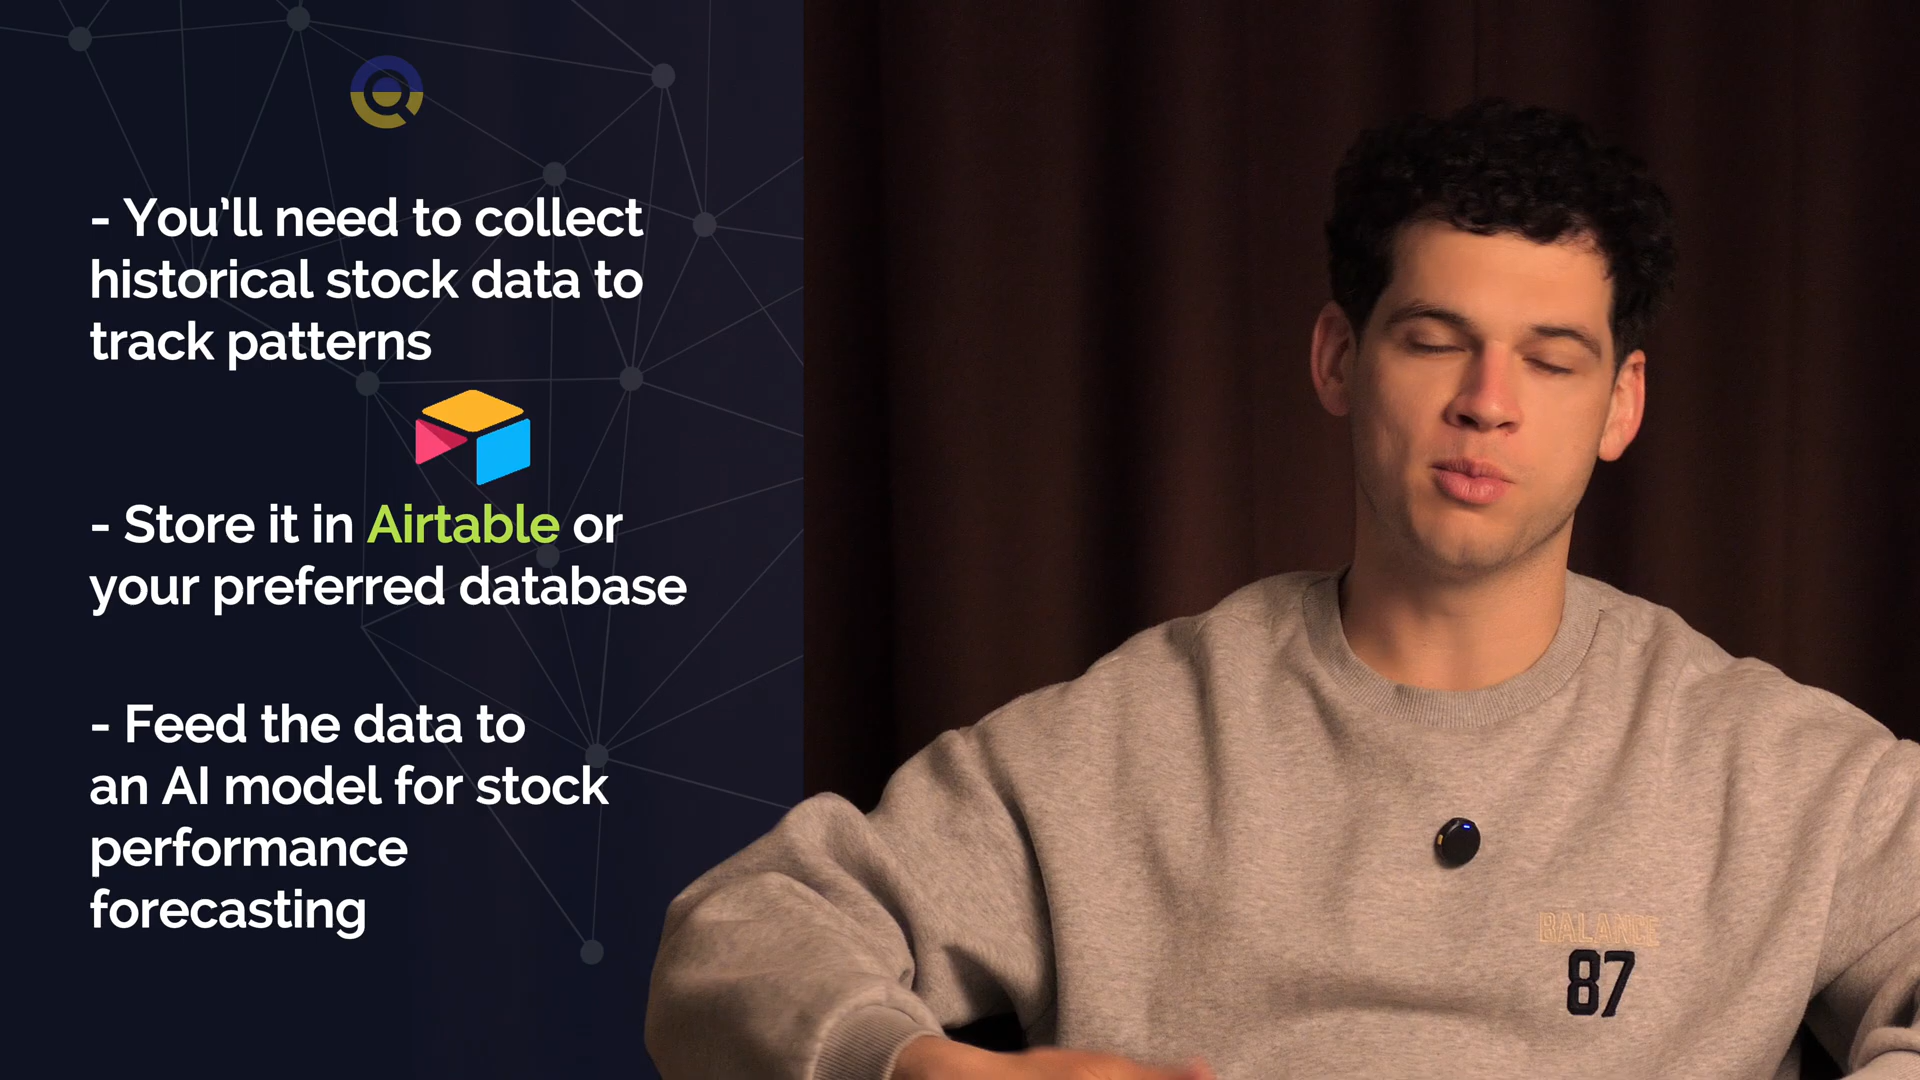 - You’ll need to collect
historical stock data to
track patterns
- Store it in Airtable or
your preferred database
- Feed the data to
an AI model for stock
performance
forecasting
BALANCE
87